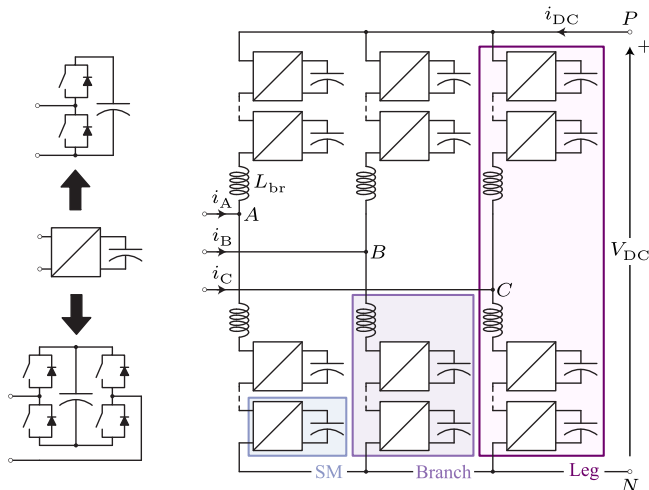 i_DC P
+
L_br
i_A A
i_B B
V_DC
i_C C
SM Branch Leg
N